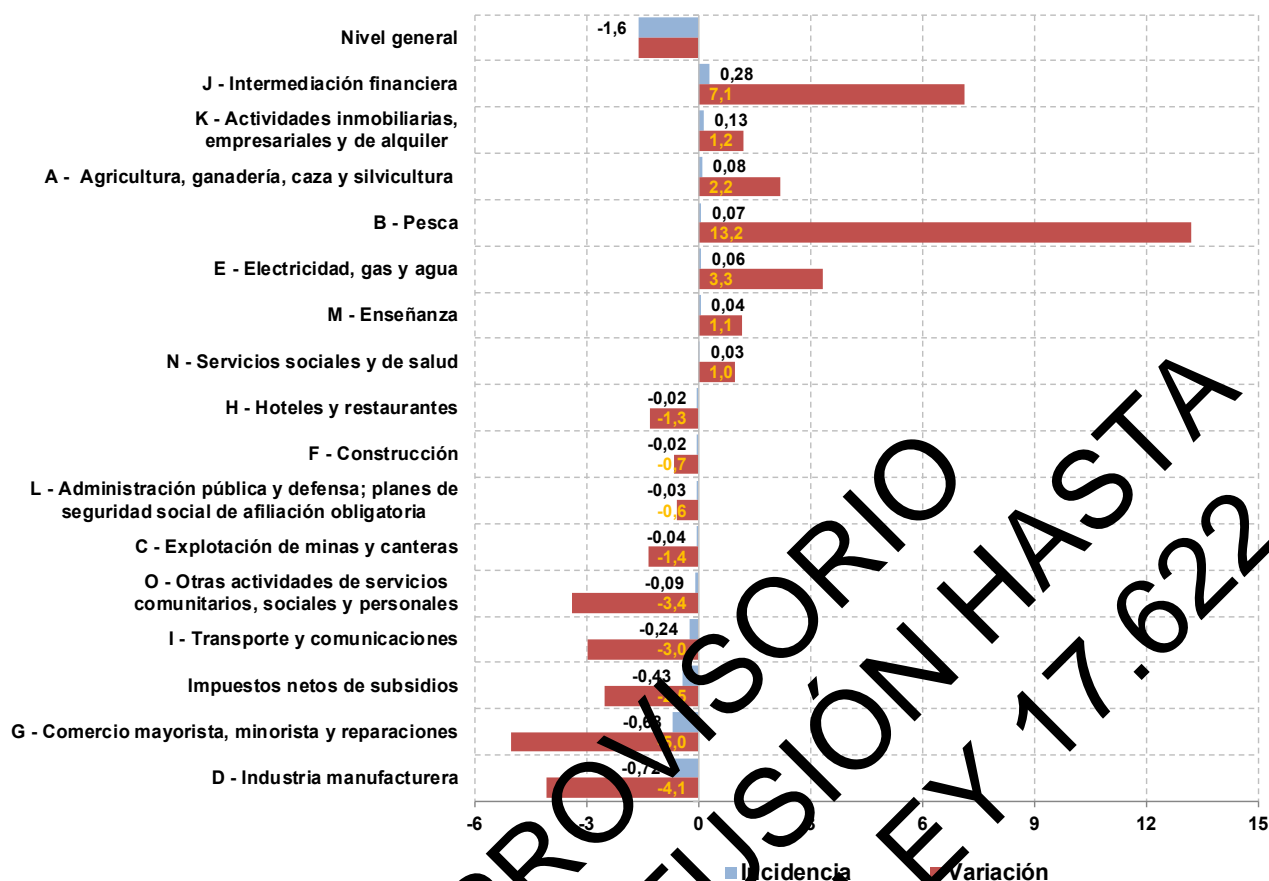 Nivel general
-1,6
J - Intermediación financiera
0,28
7,1
K - Actividades inmobiliarias,
empresariales y de alquiler
0,13
1,2
A - Agricultura, ganadería, caza y silvicultura
0,08
2,2
B - Pesca
0,07
13,2
E - Electricidad, gas y agua
0,06
3,3
M - Enseñanza
0,04
1,1
N - Servicios sociales y de salud
0,03
1,0
H - Hoteles y restaurantes
-0,02
-1,3
F - Construcción
-0,02
-0,7
L - Administración pública y defensa; planes de
seguridad social de afiliación obligatoria
-0,03
-0,6
C - Explotación de minas y canteras
-0,04
-1,4
O - Otras actividades de servicios
comunitarios, sociales y personales
-0,09
-3,4
I - Transporte y comunicaciones
-0,24
-3,0
Impuestos netos de subsidios
-0,43
G - Comercio mayorista, minorista y reparaciones
D - Industria manufacturera
-0,72
-4,1
-6
-3
0
3
6
9
12
15
Incidencia
Variación
PROVISORIO
HASTA
17.622